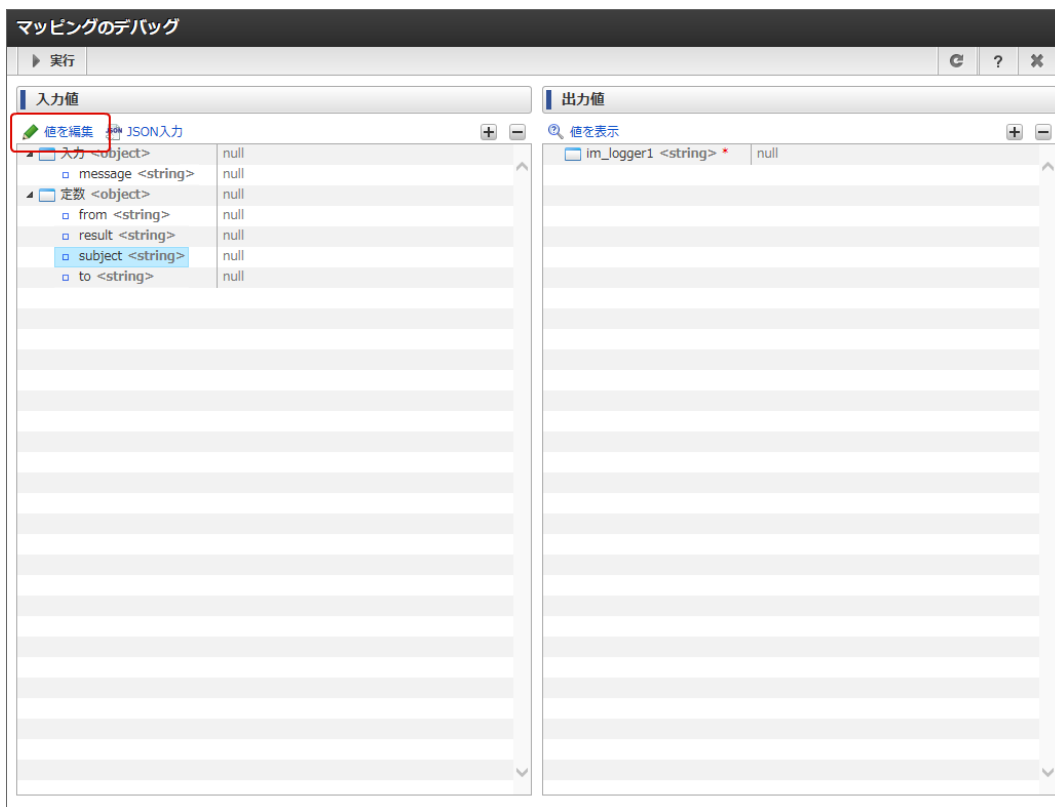 マッピングのデバッグ
実行 ?
入力値
値を編集 JSON入力
入力 <object> null
message <string> null
定数 <object> null
from <string> null
result <string> null
subject <string> null
to <string> null
出力値
値を表示
im_logger1 <string> * null